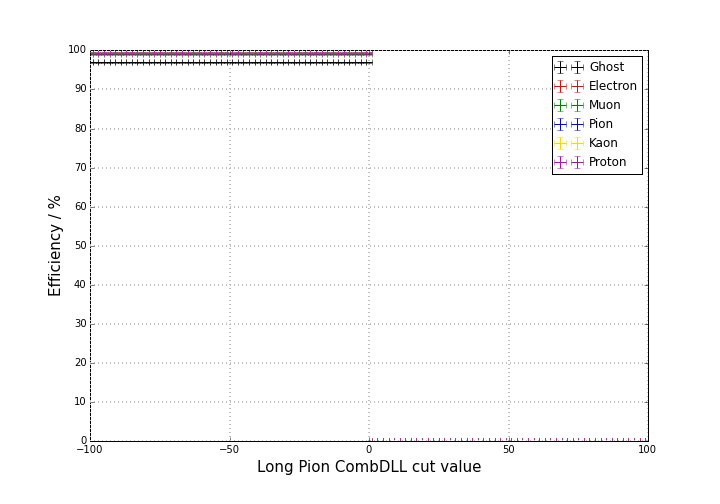 100
90
80
70
60
50
40
30
20
10
0
−100
−50
0
50
100
Efficiency / %
Long Pion CombDLL cut value
Ghost
Electron
Muon
Pion
Kaon
Proton